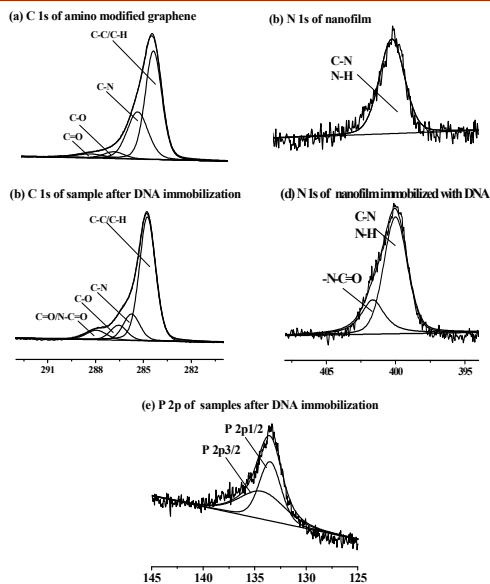 (a) C 1s of amino modified graphene
C-C/C-H
C-N
C-O
C=O
(b) N 1s of nanofilm
C-N
N-H
(b) C 1s of sample after DNA immobilization
C-C/C-H
C-N
C-O
C=O/N-C=O
291 288 285 282
(d) N 1s of nanofilm immobilized with DNA
C-N
N-H
-N-C=O
405 400 395
(e) P 2p of samples after DNA immobilization
P 2p1/2
P 2p3/2
145 140 135 130 125